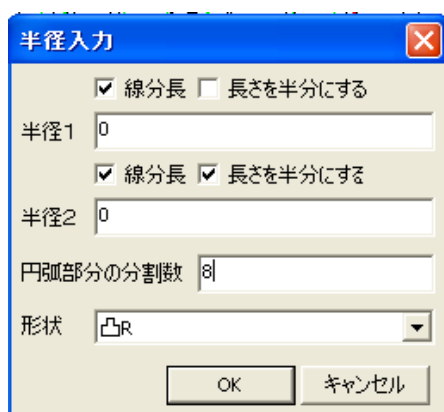 半径入力
線分長 長さを半分にする
半径1 0
線分長 長さを半分にする
半径2 0
円弧部分の分割数 8
形状 凸R
OK キャンセル